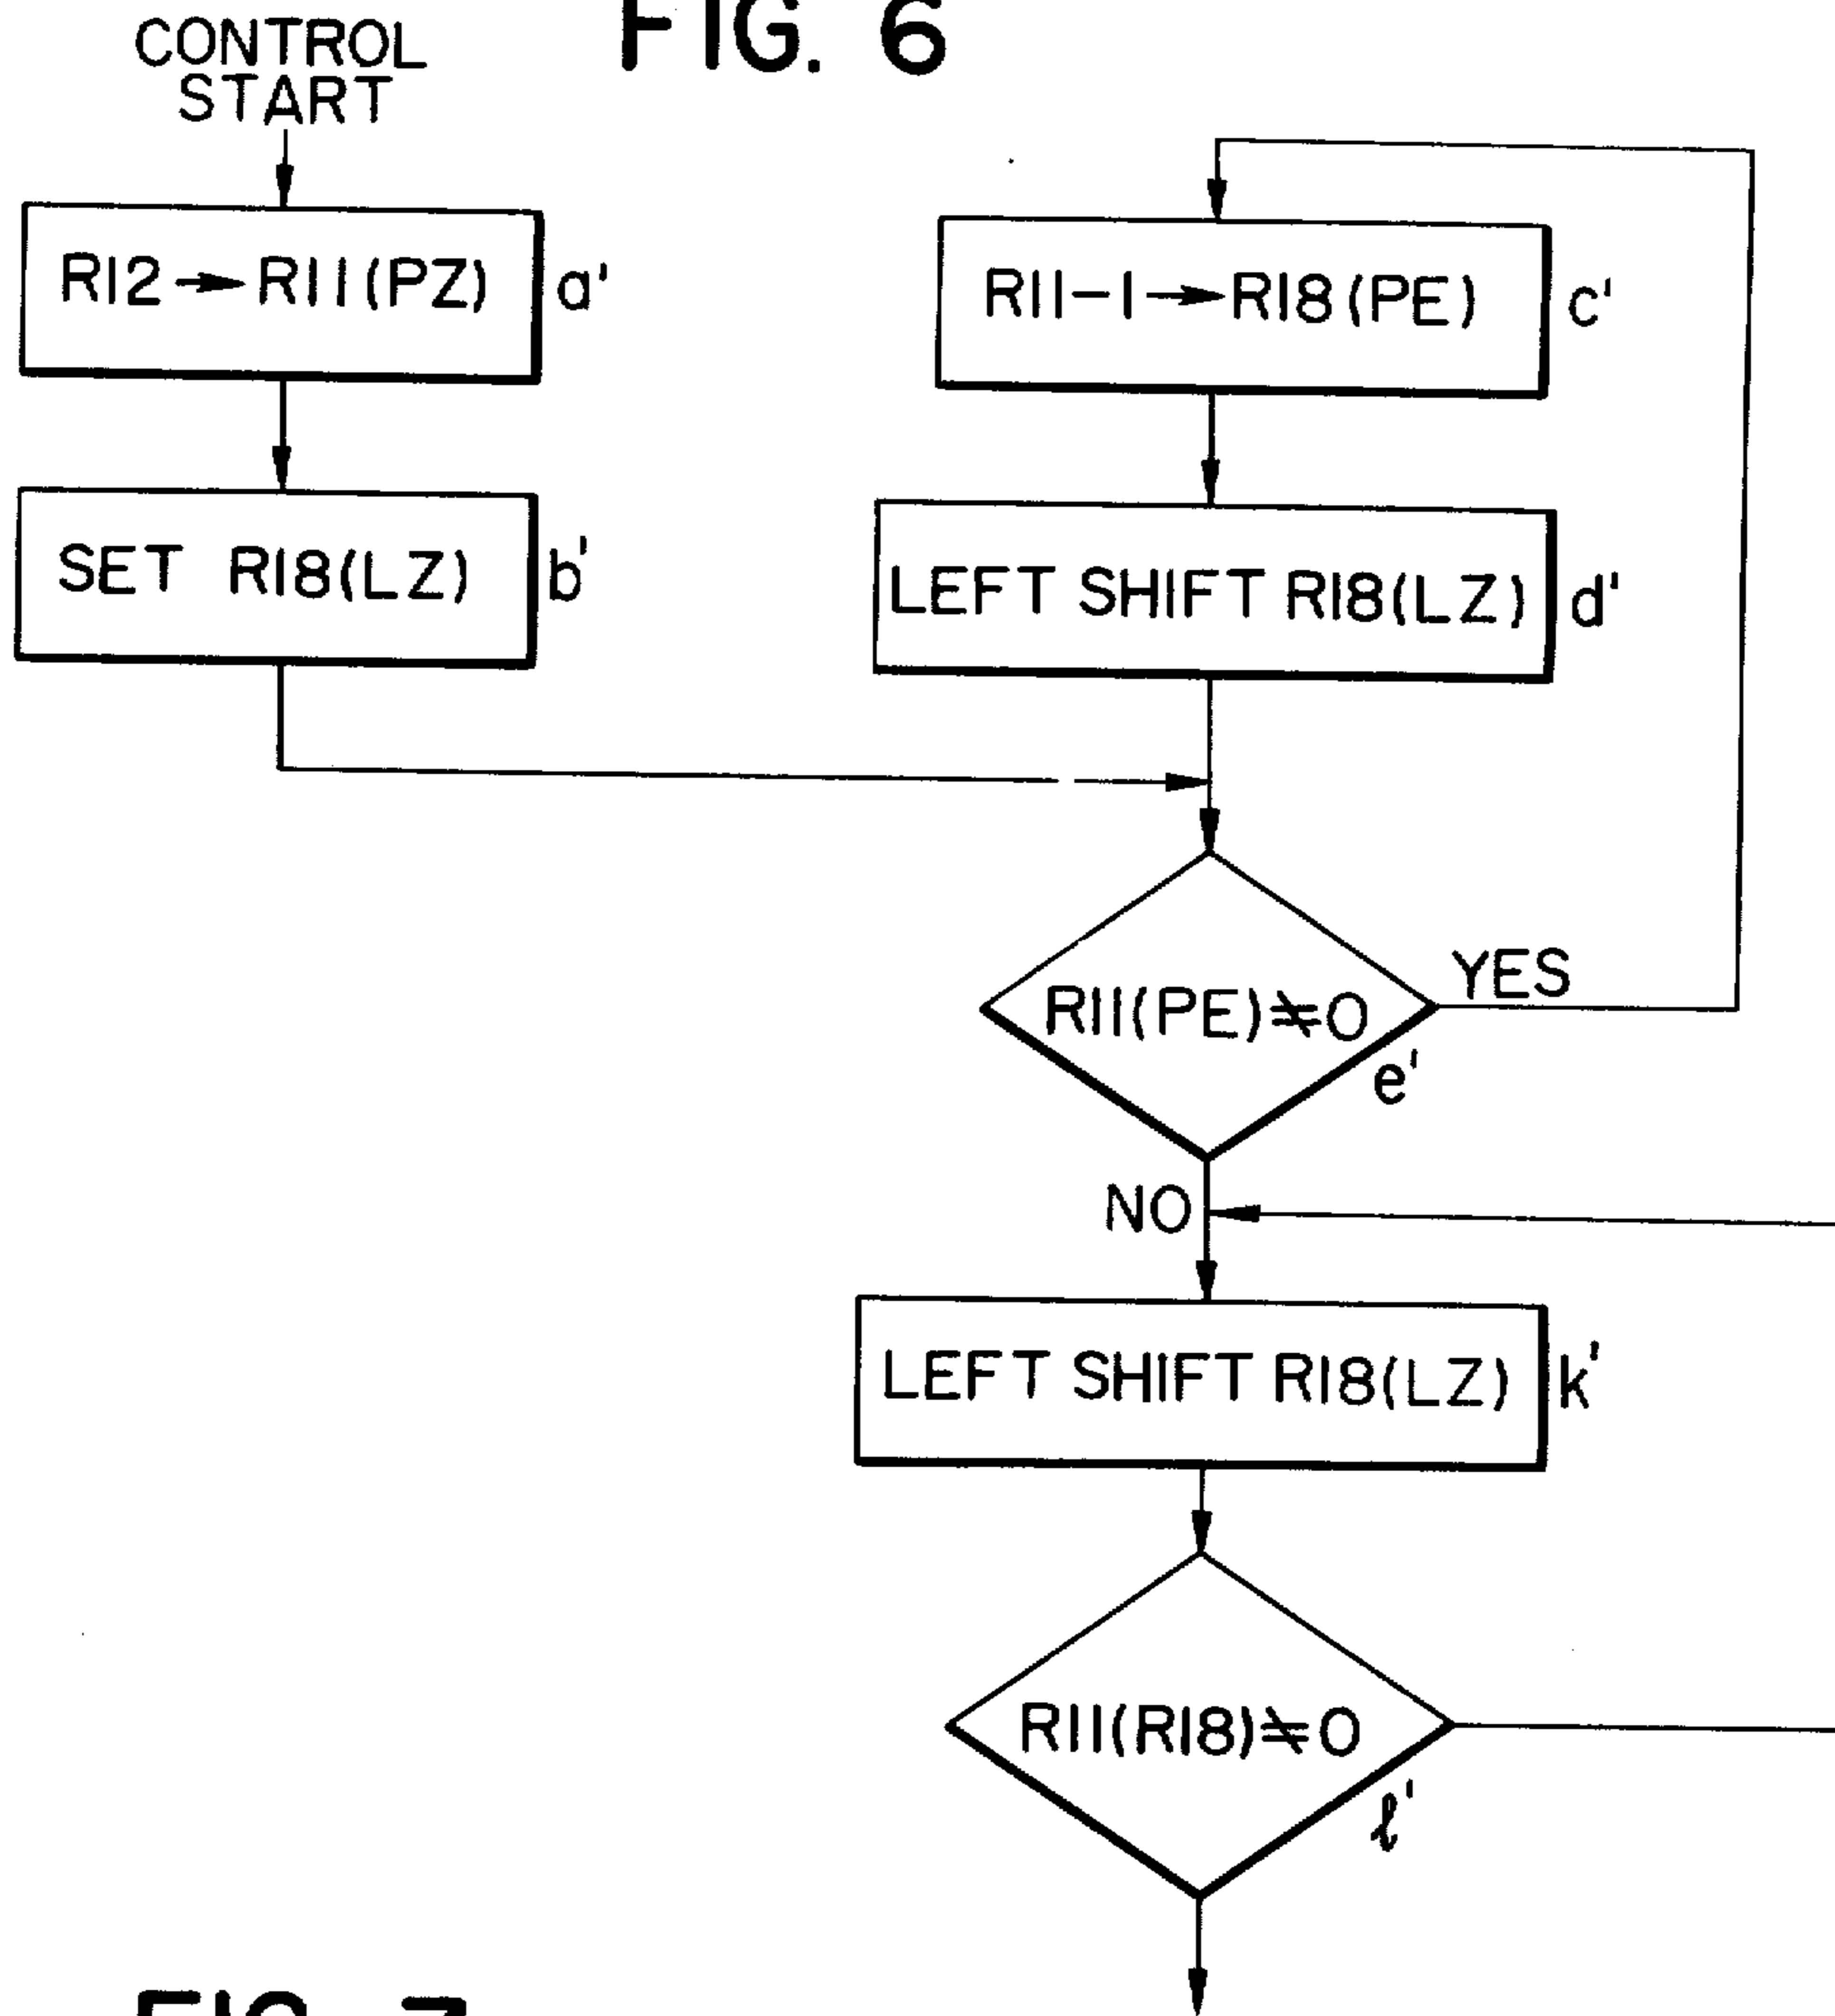 FIG. 6
CONTROL
START
R12→R11(PZ) a'
SET R18(LZ) b'
R11-1→R18(PE) c'
LEFT SHIFT R18(LZ) d'
R11(PE)≠0
YES
e'
NO
LEFT SHIFT R18(LZ) k'
R11(R18)≠0
ℓ'